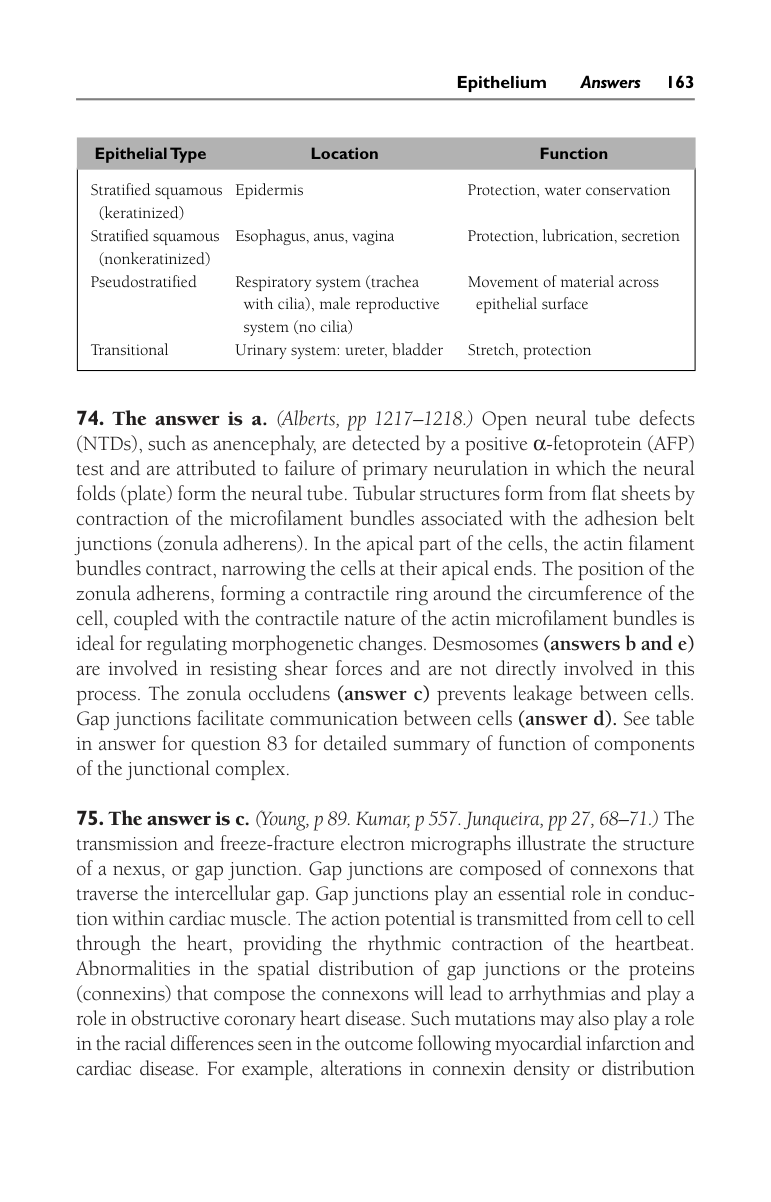 Epithelium Answers 163
Epithelial Type Location Function
Stratified squamous Epidermis Protection, water conservation
(keratinized)
Stratified squamous Esophagus, anus, vagina Protection, lubrication, secretion
(nonkeratinized)
Pseudostratified Respiratory system (trachea Movement of material across
with cilia), male reproductive epithelial surface
system (no cilia)
Transitional Urinary system: ureter, bladder Stretch, protection
74. The answer is a. (Alberts, pp 1217–1218.) Open neural tube defects
(NTDs), such as anencephaly, are detected by a positive α-fetoprotein (AFP)
test and are attributed to failure of primary neurulation in which the neural
folds (plate) form the neural tube. Tubular structures form from flat sheets by
contraction of the microfilament bundles associated with the adhesion belt
junctions (zonula adherens). In the apical part of the cells, the actin filament
bundles contract, narrowing the cells at their apical ends. The position of the
zonula adherens, forming a contractile ring around the circumference of the
cell, coupled with the contractile nature of the actin microfilament bundles is
ideal for regulating morphogenetic changes. Desmosomes (answers b and e)
are involved in resisting shear forces and are not directly involved in this
process. The zonula occludens (answer c) prevents leakage between cells.
Gap junctions facilitate communication between cells (answer d). See table
in answer for question 83 for detailed summary of function of components
of the junctional complex.
75. The answer is c. (Young, p 89. Kumar, p 557. Junqueira, pp 27, 68–71.) The
transmission and freeze-fracture electron micrographs illustrate the structure
of a nexus, or gap junction. Gap junctions are composed of connexons that
traverse the intercellular gap. Gap junctions play an essential role in conduc-
tion within cardiac muscle. The action potential is transmitted from cell to cell
through the heart, providing the rhythmic contraction of the heartbeat.
Abnormalities in the spatial distribution of gap junctions or the proteins
(connexins) that compose the connexons will lead to arrhythmias and play a
role in obstructive coronary heart disease. Such mutations may also play a role
in the racial differences seen in the outcome following myocardial infarction and
cardiac disease. For example, alterations in connexin density or distribution